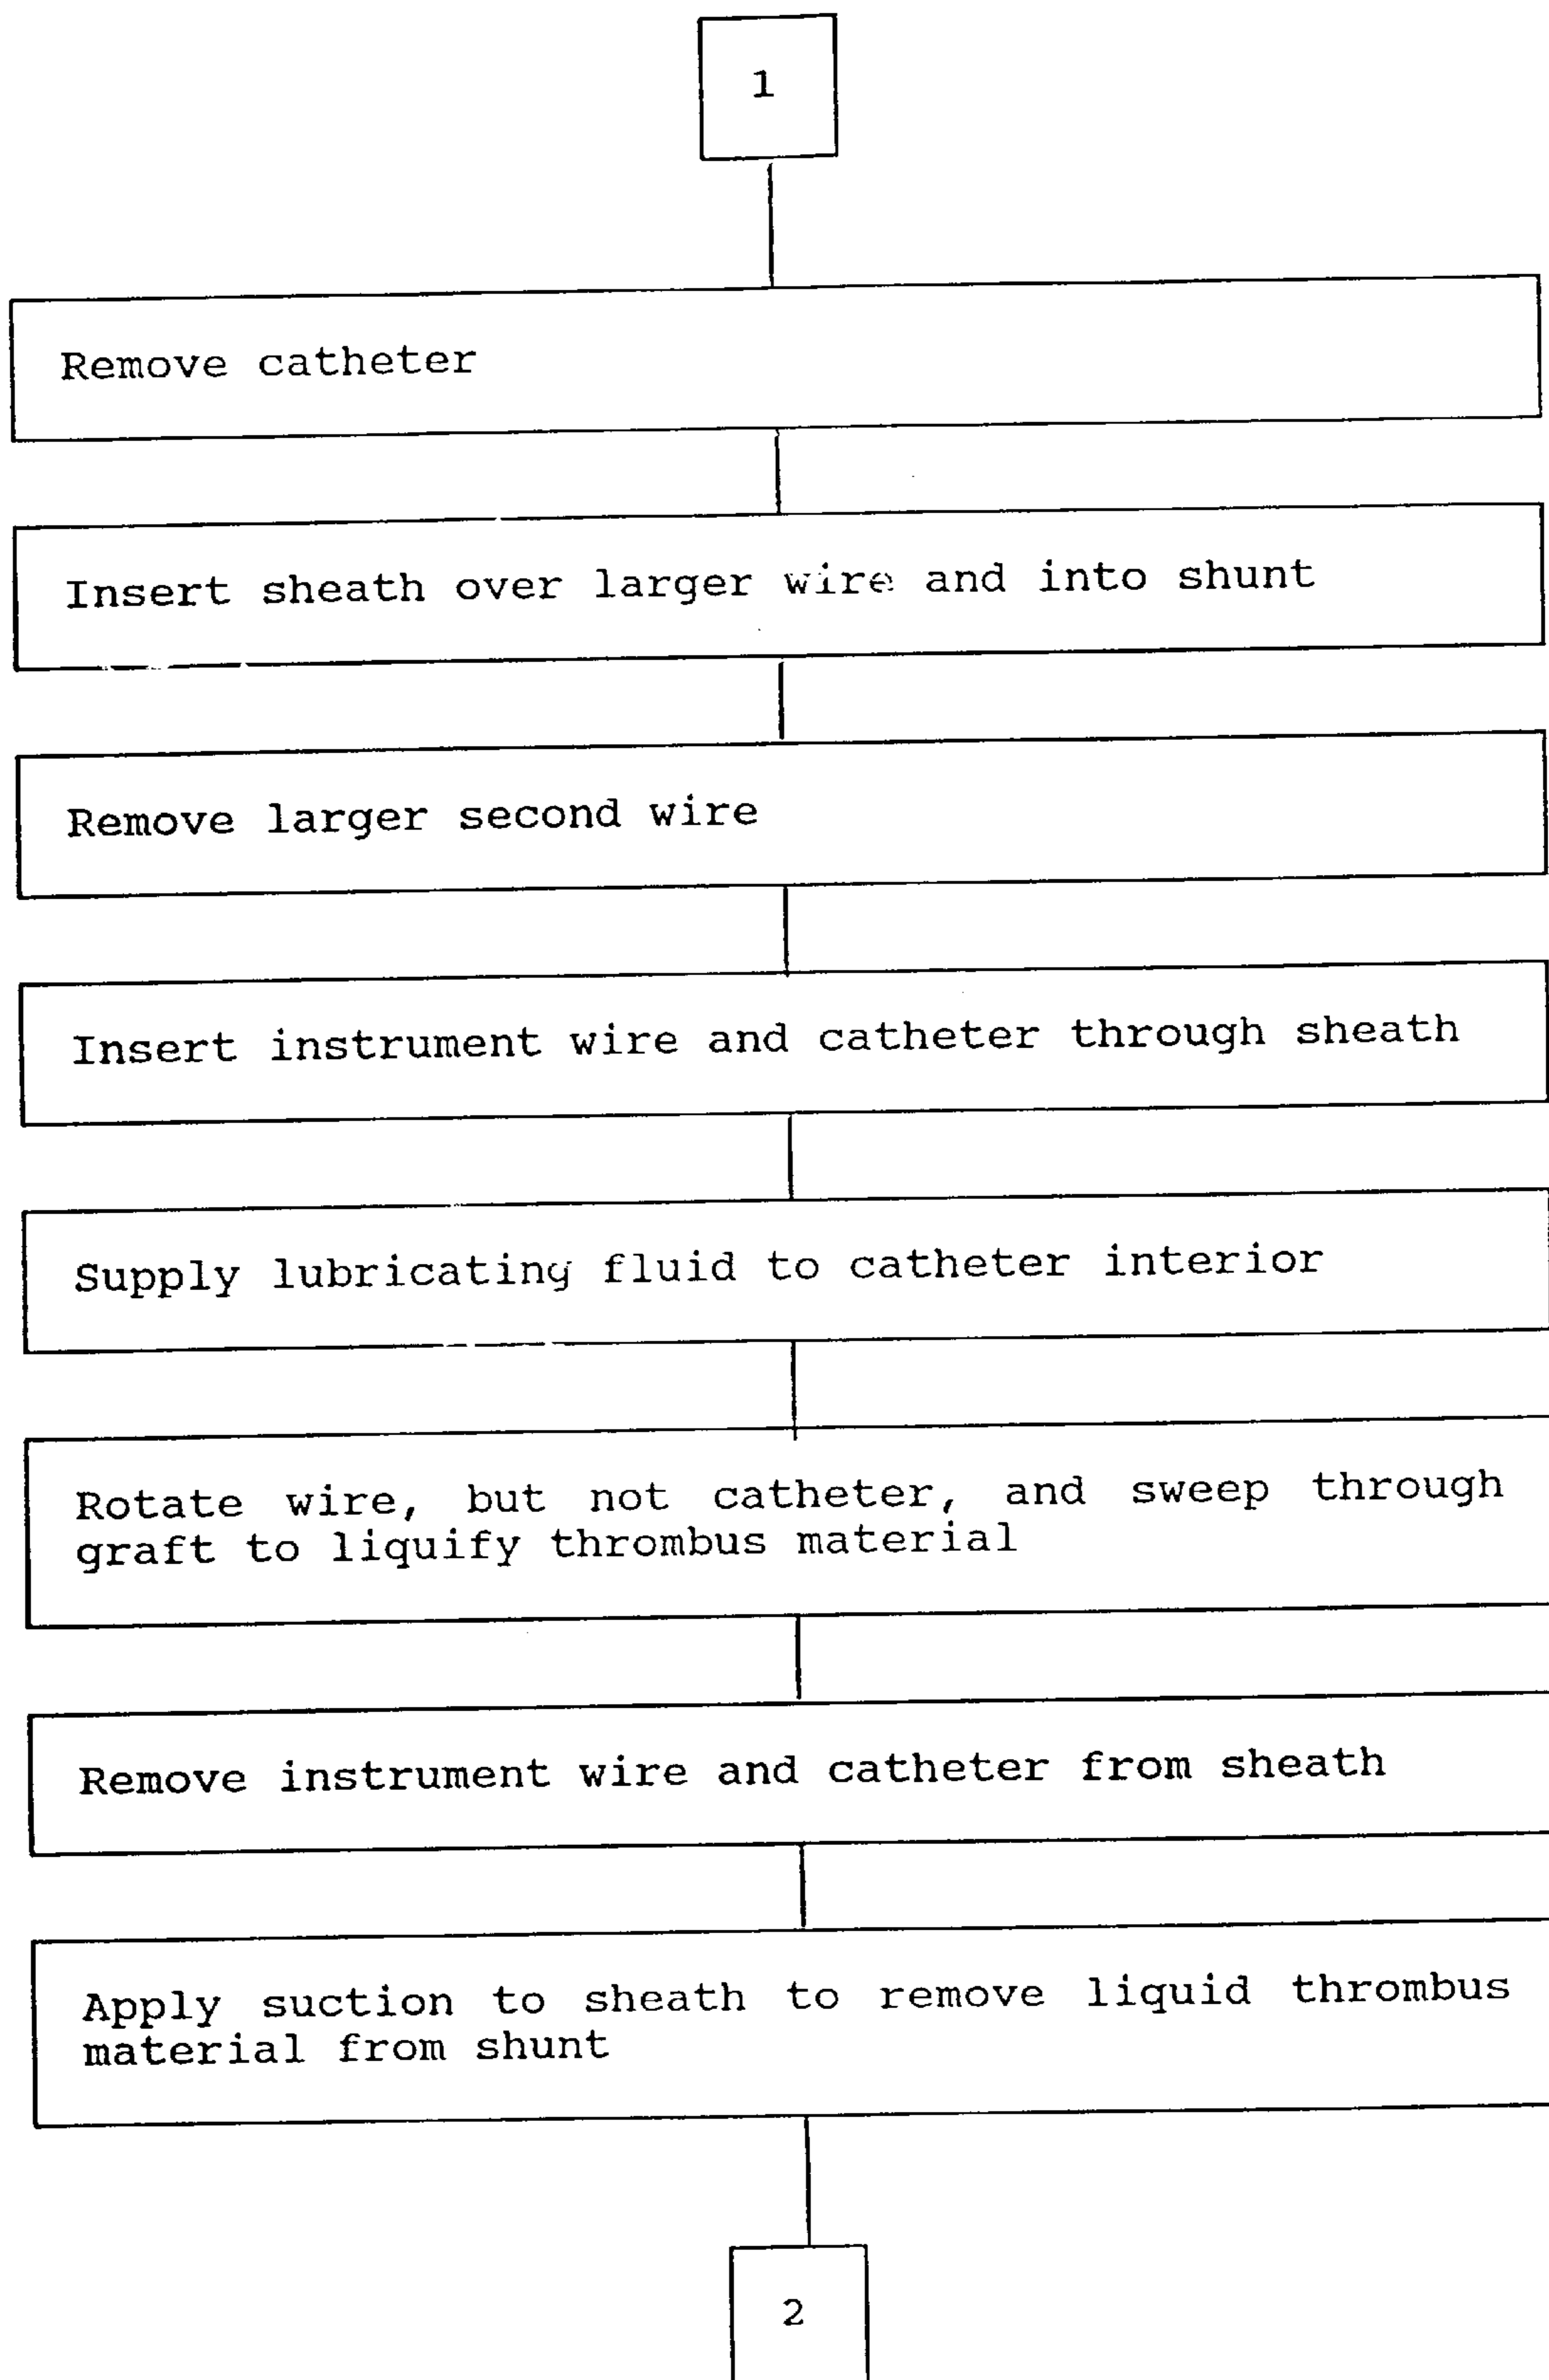 1
Remove catheter
Insert sheath over larger wire and into shunt
Remove larger second wire
Insert instrument wire and catheter through sheath
Supply lubricating fluid to catheter interior
Rotate wire, but not catheter, and sweep through
graft to liquify thrombus material
Remove instrument wire and catheter from sheath
Apply suction to sheath to remove liquid thrombus
material from shunt
2